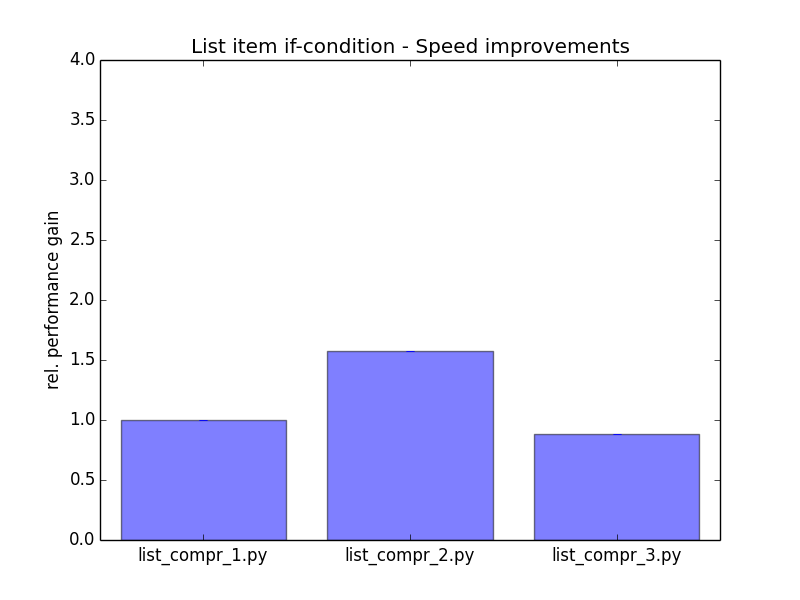 List item if-condition - Speed improvements
rel. performance gain
4.0
3.5
3.0
2.5
2.0
1.5
1.0
0.5
0.0
list_compr_1.py
list_compr_2.py
list_compr_3.py